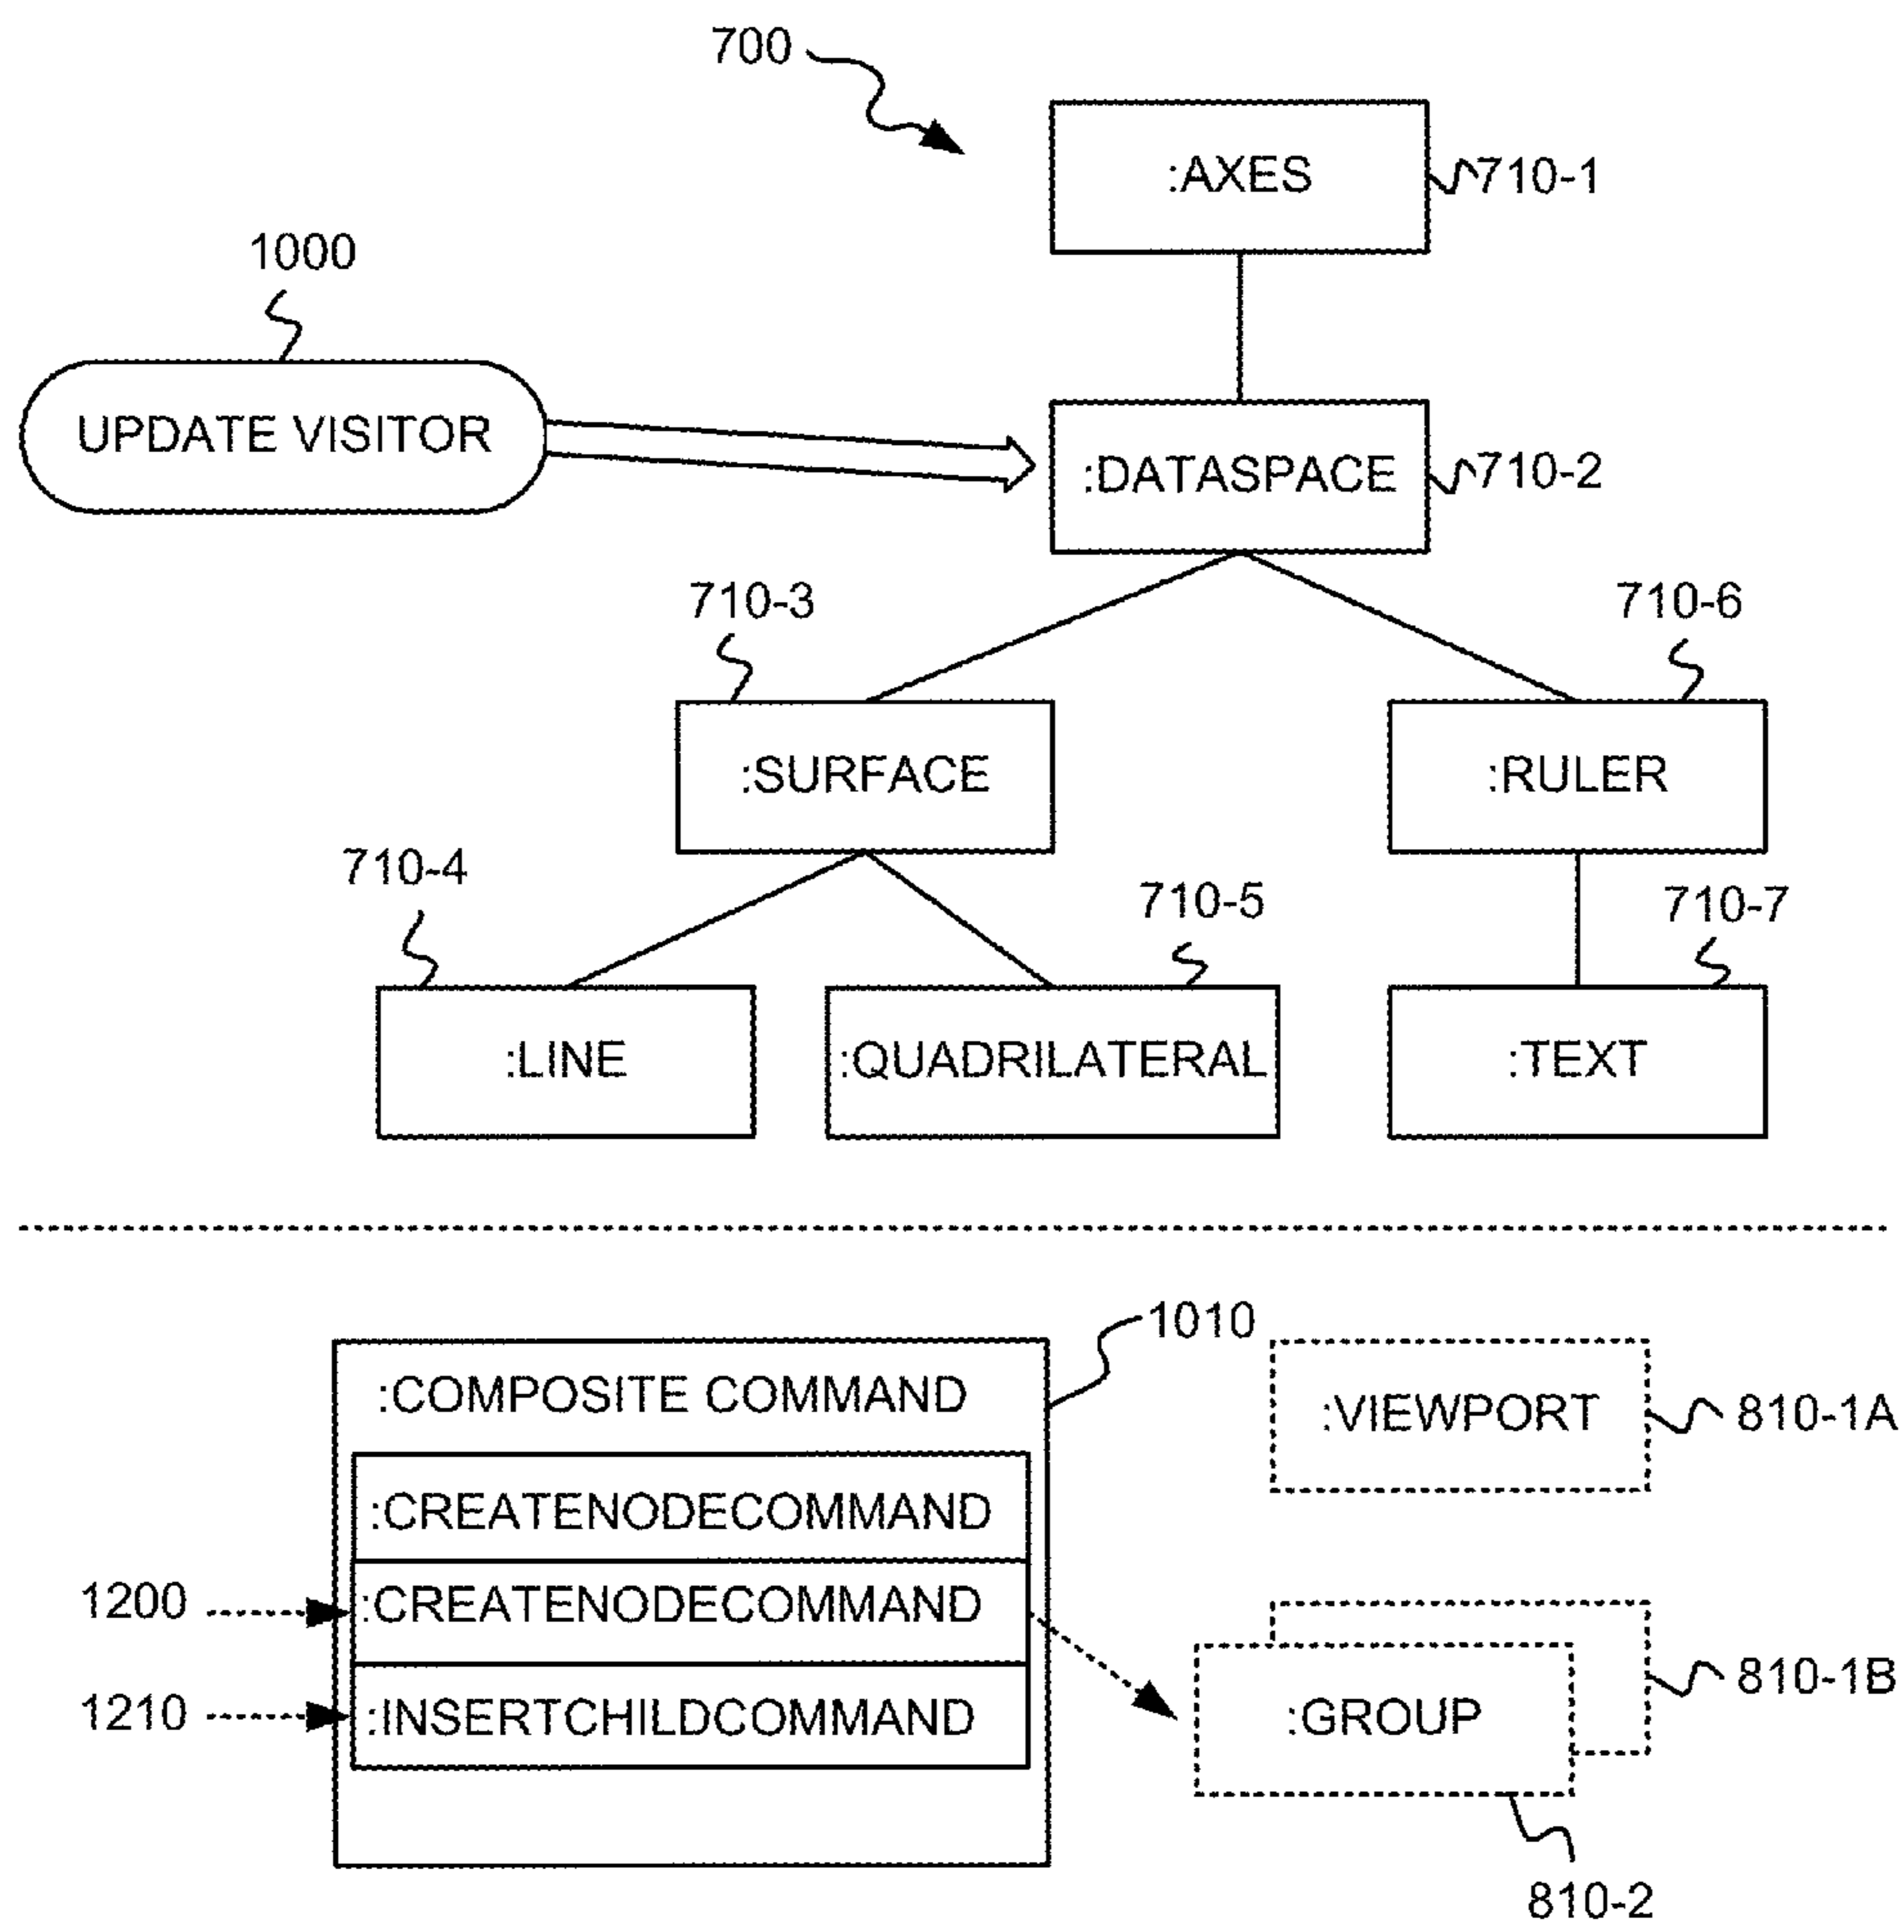 700
:AXES
710-1
1000
UPDATE VISITOR
:DATASPACE
710-2
710-3
710-6
:SURFACE
:RULER
710-4
710-5
710-7
:LINE
:QUADRILATERAL
:TEXT
1010
:COMPOSITE COMMAND
:VIEWPORT
810-1A
:CREATENODECOMMAND
1200
:CREATENODECOMMAND
810-1B
1210
:INSERTCHILDCOMMAND
:GROUP
810-2